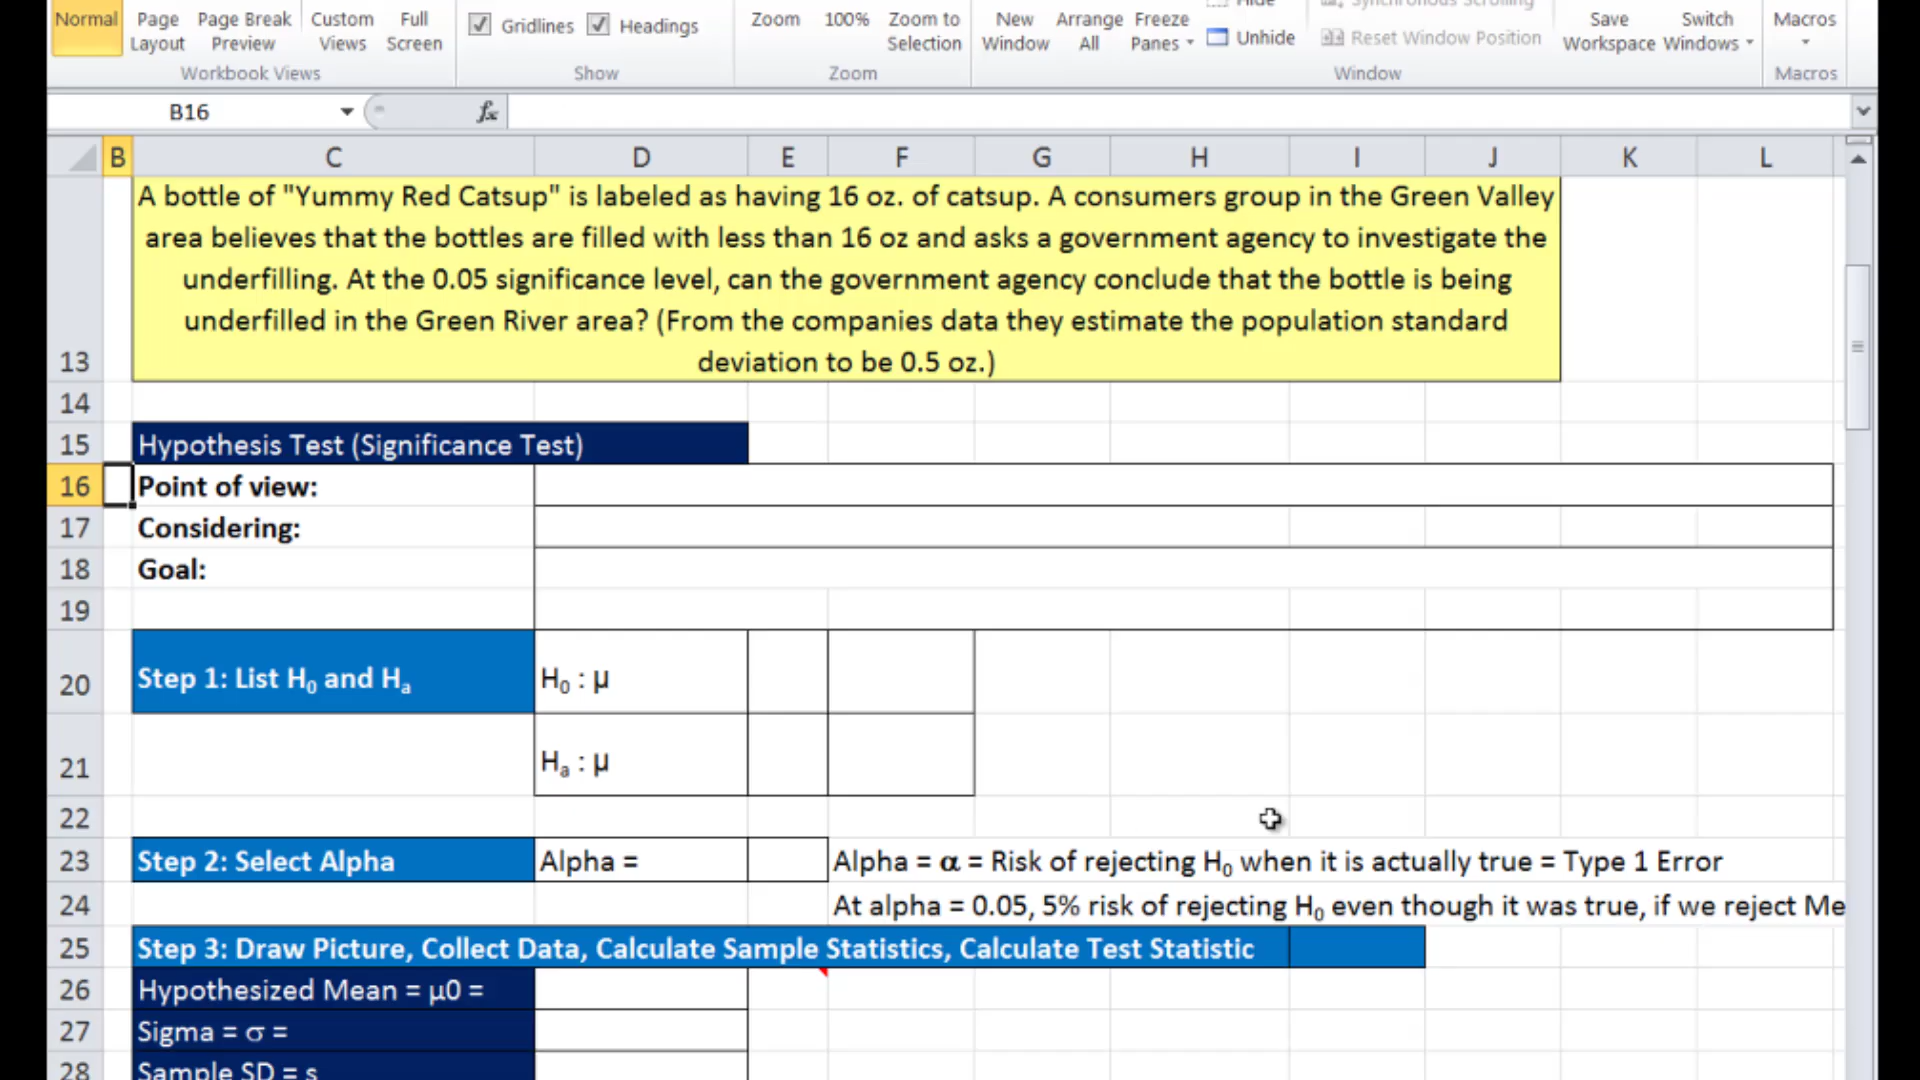 Normal Page Layout Page Break Preview Custom Views Full Screen
Gridlines Headings
Zoom 100% Zoom to Selection
New Window Arrange All Freeze Panes Hide Unhide Synchronous Scrolling Reset Window Position
Save Workspace Switch Windows Macros
Workbook Views Show Zoom Window Macros
B16 fx
B C D E F G H I J K L
A bottle of "Yummy Red Catsup" is labeled as having 16 oz. of catsup. A consumers group in the Green Valley
area believes that the bottles are filled with less than 16 oz and asks a government agency to investigate the
underfilling. At the 0.05 significance level, can the government agency conclude that the bottle is being
underfilled in the Green River area? (From the companies data they estimate the population standard
13 deviation to be 0.5 oz.)
14
15 Hypothesis Test (Significance Test)
16 Point of view:
17 Considering:
18 Goal:
19
20 Step 1: List H₀ and Hₐ H₀ : μ
21 Hₐ : μ
22
23 Step 2: Select Alpha Alpha = Alpha = α = Risk of rejecting H₀ when it is actually true = Type 1 Error
24 At alpha = 0.05, 5% risk of rejecting H₀ even though it was true, if we reject Me
25 Step 3: Draw Picture, Collect Data, Calculate Sample Statistics, Calculate Test Statistic
26 Hypothesized Mean = μ0 =
27 Sigma = σ =
28 Sample SD = s